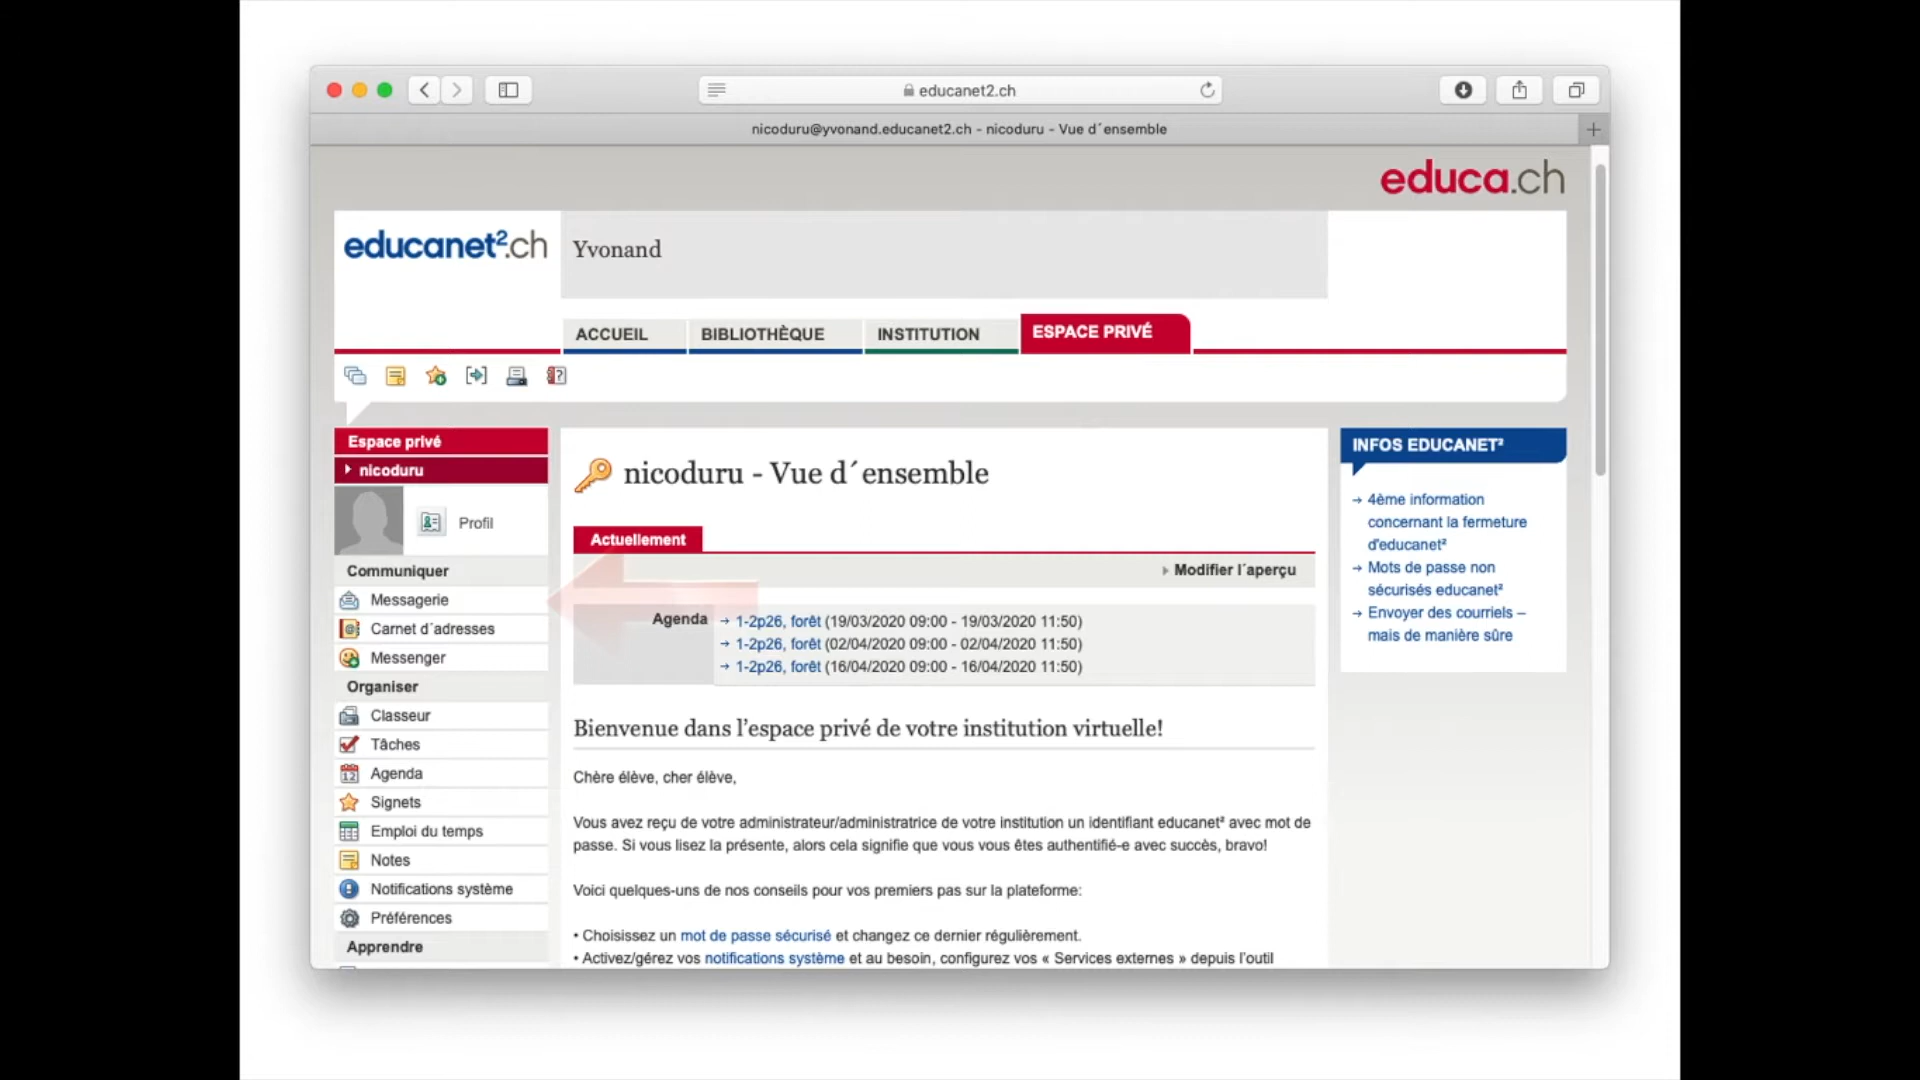 educanet2.ch
nicoduru@yvonand.educanet2.ch - nicoduru - Vue d´ensemble
educa.ch
educanet².ch
Yvonand
ACCUEIL
BIBLIOTHÈQUE
INSTITUTION
ESPACE PRIVÉ
Espace privé
nicoduru
Profil
Communiquer
Messagerie
Carnet d´adresses
Messenger
Organiser
Classeur
Tâches
Agenda
Signets
Emploi du temps
Notes
Notifications système
Préférences
Apprendre
nicoduru - Vue d´ensemble
Actuellement
Modifier l´aperçu
Agenda
→ 1-2p26, forêt (19/03/2020 09:00 - 19/03/2020 11:50)
→ 1-2p26, forêt (02/04/2020 09:00 - 02/04/2020 11:50)
→ 1-2p26, forêt (16/04/2020 09:00 - 16/04/2020 11:50)
Bienvenue dans l’espace privé de votre institution virtuelle!
Chère élève, cher élève,
Vous avez reçu de votre administrateur/administratrice de votre institution un identifiant educanet² avec mot de
passe. Si vous lisez la présente, alors cela signifie que vous vous êtes authentifié-e avec succès, bravo!
Voici quelques-uns de nos conseils pour vos premiers pas sur la plateforme:
• Choisissez un mot de passe sécurisé et changez ce dernier régulièrement.
• Activez/gérez vos notifications système et au besoin, configurez vos « Services externes » depuis l’outil
INFOS EDUCANET²
→ 4ème information
concernant la fermeture
d'educanet²
→ Mots de passe non
sécurisés educanet²
→ Envoyer des courriels –
mais de manière sûre